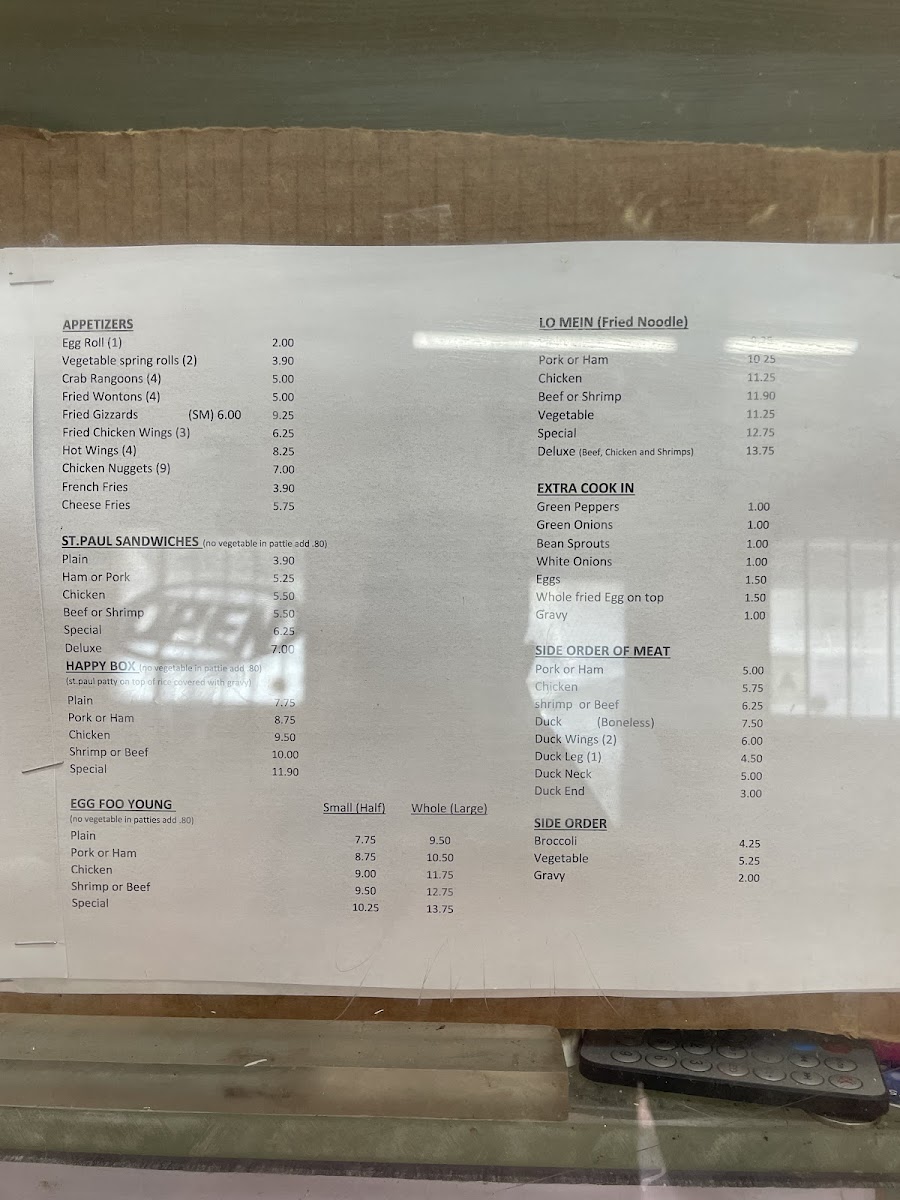 APPETIZERS
Egg Roll (1) 2.00
Vegetable spring rolls (2) 3.90
Crab Rangoons (4) 5.00
Fried Wontons (4) 5.00
Fried Gizzards (SM) 6.00 9.25
Fried Chicken Wings (3) 6.25
Hot Wings (4) 8.25
Chicken Nuggets (9) 7.00
French Fries 3.90
Cheese Fries 5.75
ST.PAUL SANDWICHES (no vegetable in pattie add .80)
Plain 3.90
Ham or Pork 5.25
Chicken 5.50
Beef or Shrimp 5.50
Special 6.25
Deluxe 7.00
HAPPY BOX (no vegetable in pattie add .80)
(st.paul patty on top of rice covered with gravy)
Plain 7.75
Pork or Ham 8.75
Chicken 9.50
Shrimp or Beef 10.00
Special 11.90
EGG FOO YOUNG Small (Half) Whole (Large)
(no vegetable in patties add .80)
Plain 7.75 9.50
Pork or Ham 8.75 10.50
Chicken 9.00 11.75
Shrimp or Beef 9.50 12.75
Special 10.25 13.75
LO MEIN (Fried Noodle)
Pork or Ham 10.25
Chicken 11.25
Beef or Shrimp 11.90
Vegetable 11.25
Special 12.75
Deluxe (Beef, Chicken and Shrimps) 13.75
EXTRA COOK IN
Green Peppers 1.00
Green Onions 1.00
Bean Sprouts 1.00
White Onions 1.00
Eggs 1.50
Whole fried Egg on top 1.50
Gravy 1.00
SIDE ORDER OF MEAT
Pork or Ham 5.00
Chicken 5.75
shrimp or Beef 6.25
Duck (Boneless) 7.50
Duck Wings (2) 6.00
Duck Leg (1) 4.50
Duck Neck 5.00
Duck End 3.00
SIDE ORDER
Broccoli 4.25
Vegetable 5.25
Gravy 2.00
OPEN